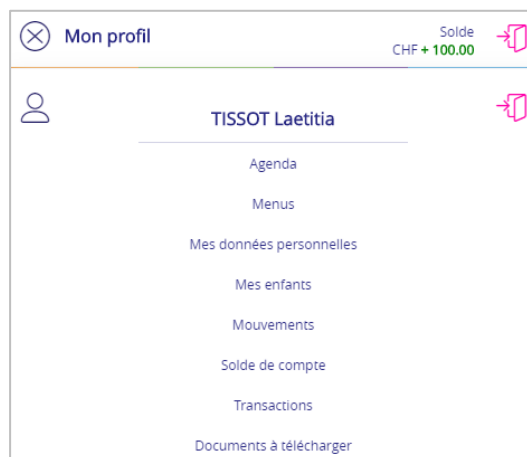 Mon profil
Solde
CHF + 100.00
TISSOT Laetitia
Agenda
Menus
Mes données personnelles
Mes enfants
Mouvements
Solde de compte
Transactions
Documents à télécharger